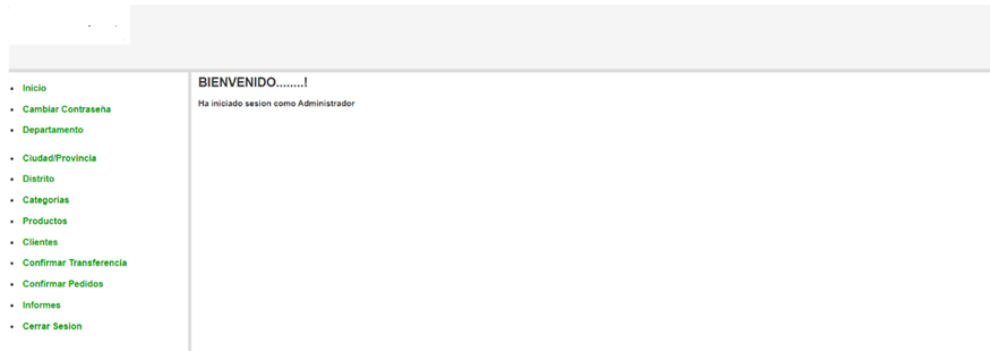 Inicio
Cambiar Contraseña
Departamento
Ciudad/Provincia
Distrito
Categorias
Productos
Clientes
Confirmar Transferencia
Confirmar Pedidos
Informes
Cerrar Sesion
BIENVENIDO........!
Ha iniciado sesion como Administrador